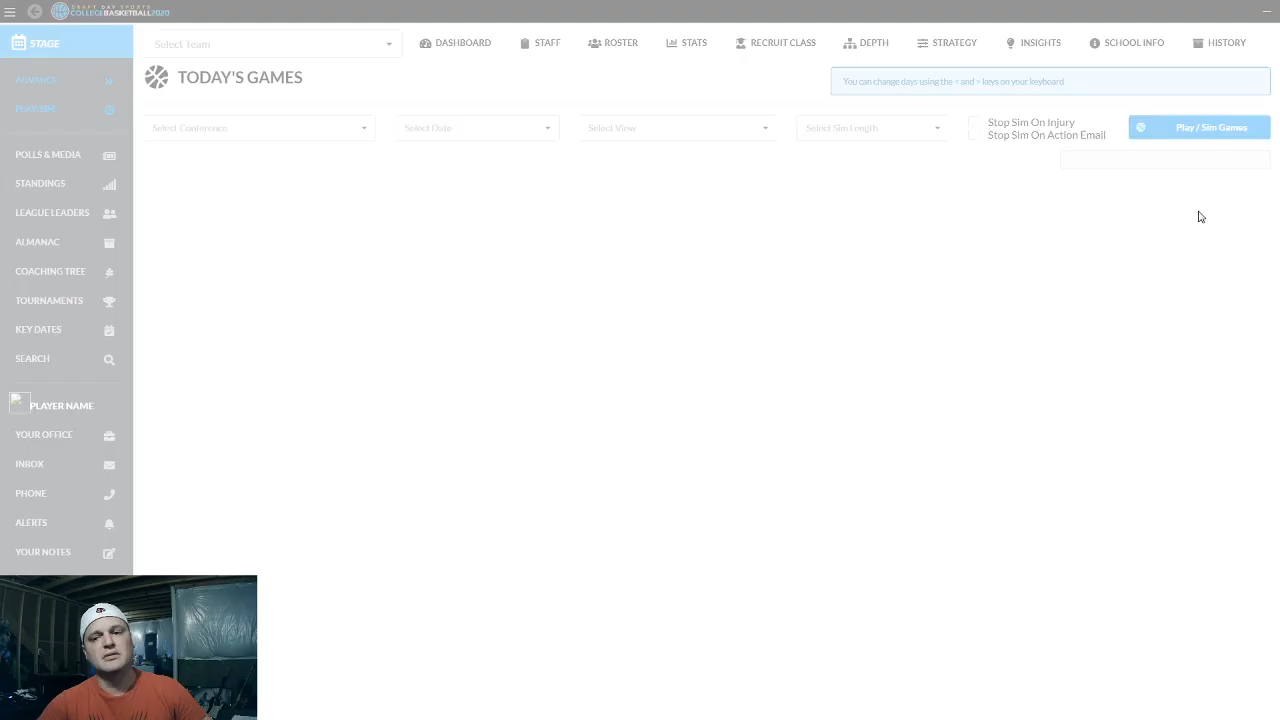 DRAFT DAY SPORTS
COLLEGEBASKETBALL2020
STAGE
Select Team
DASHBOARD
STAFF
ROSTER
STATS
RECRUIT CLASS
DEPTH
STRATEGY
INSIGHTS
SCHOOL INFO
HISTORY
TODAY'S GAMES
You can change days using the < and > keys on your keyboard
ADVANCE
PLAY/SIM
Select Conference
Select Date
Select View
Select Sim Length
Stop Sim On Injury
Stop Sim On Action Email
Play / Sim Games
POLLS & MEDIA
STANDINGS
LEAGUE LEADERS
ALMANAC
COACHING TREE
TOURNAMENTS
KEY DATES
SEARCH
PLAYER NAME
YOUR OFFICE
INBOX
PHONE
ALERTS
YOUR NOTES